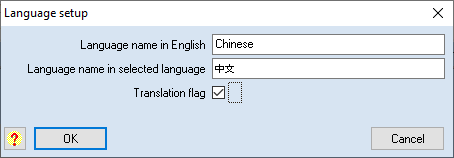 Language setup
Language name in English Chinese
Language name in selected language 中文
Translation flag
? OK Cancel